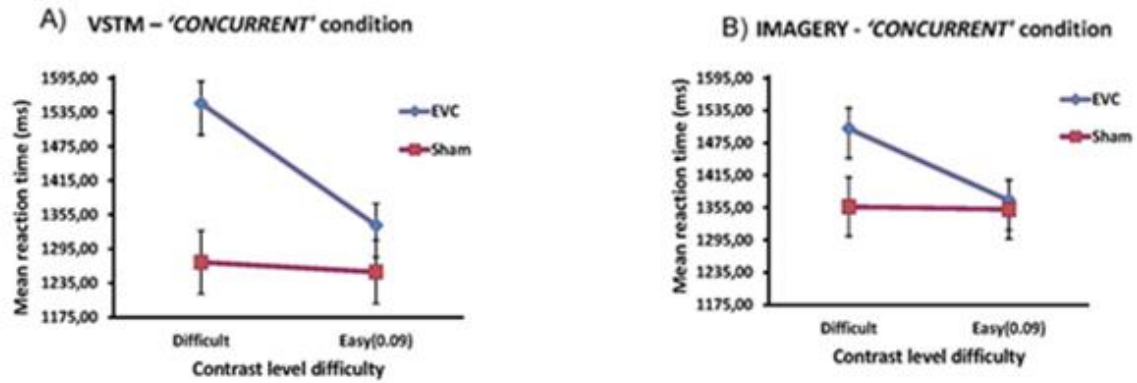 A) VSTM – 'CONCURRENT' condition
Mean reaction time (ms)
1595,00
1535,00
1475,00
1415,00
1355,00
1295,00
1235,00
1175,00
EVC
Sham
Difficult Easy(0.09)
Contrast level difficulty
B) IMAGERY - 'CONCURRENT' condition
Mean reaction time (ms)
1595,00
1535,00
1475,00
1415,00
1355,00
1295,00
1235,00
1175,00
EVC
Sham
Difficult Easy(0.09)
Contrast level difficulty